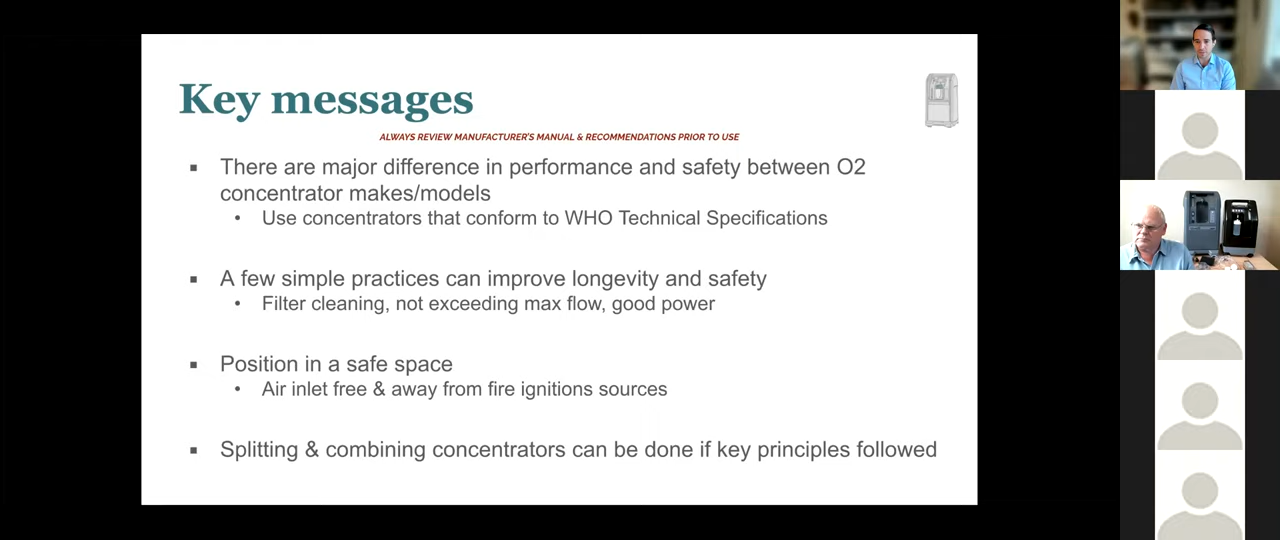 Key messages
ALWAYS REVIEW MANUFACTURER'S MANUAL & RECOMMENDATIONS PRIOR TO USE
▪ There are major difference in performance and safety between O2
concentrator makes/models
• Use concentrators that conform to WHO Technical Specifications
▪ A few simple practices can improve longevity and safety
• Filter cleaning, not exceeding max flow, good power
▪ Position in a safe space
• Air inlet free & away from fire ignitions sources
▪ Splitting & combining concentrators can be done if key principles followed